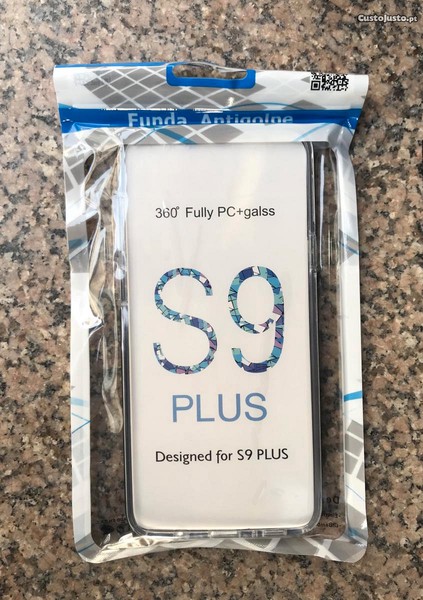 CustoJusto.pt
Funda Antigolpe
360° Fully PC+galss
S9
PLUS
Designed for S9 PLUS